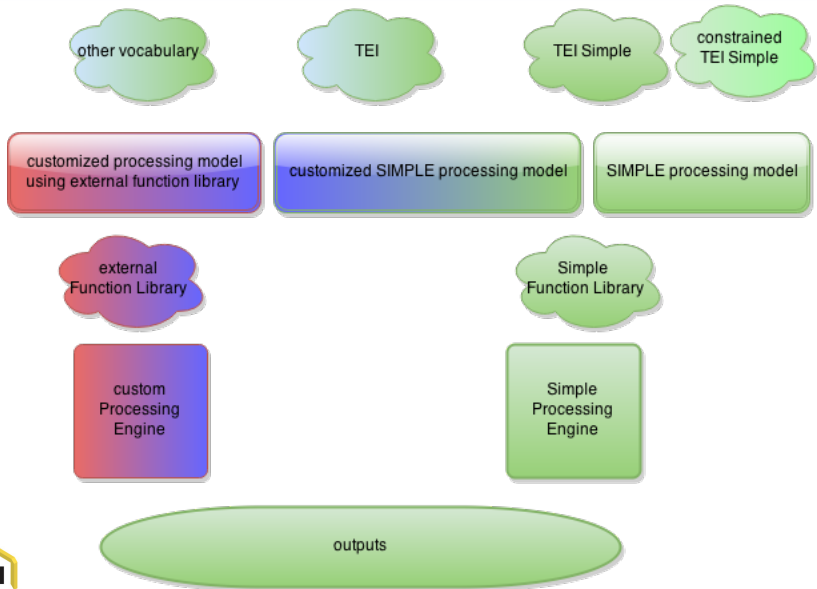 other vocabulary
TEI
TEI Simple
constrained
TEI Simple
customized processing model
using external function library
customized SIMPLE processing model
SIMPLE processing model
external
Function Library
Simple
Function Library
custom
Processing
Engine
Simple
Processing
Engine
outputs